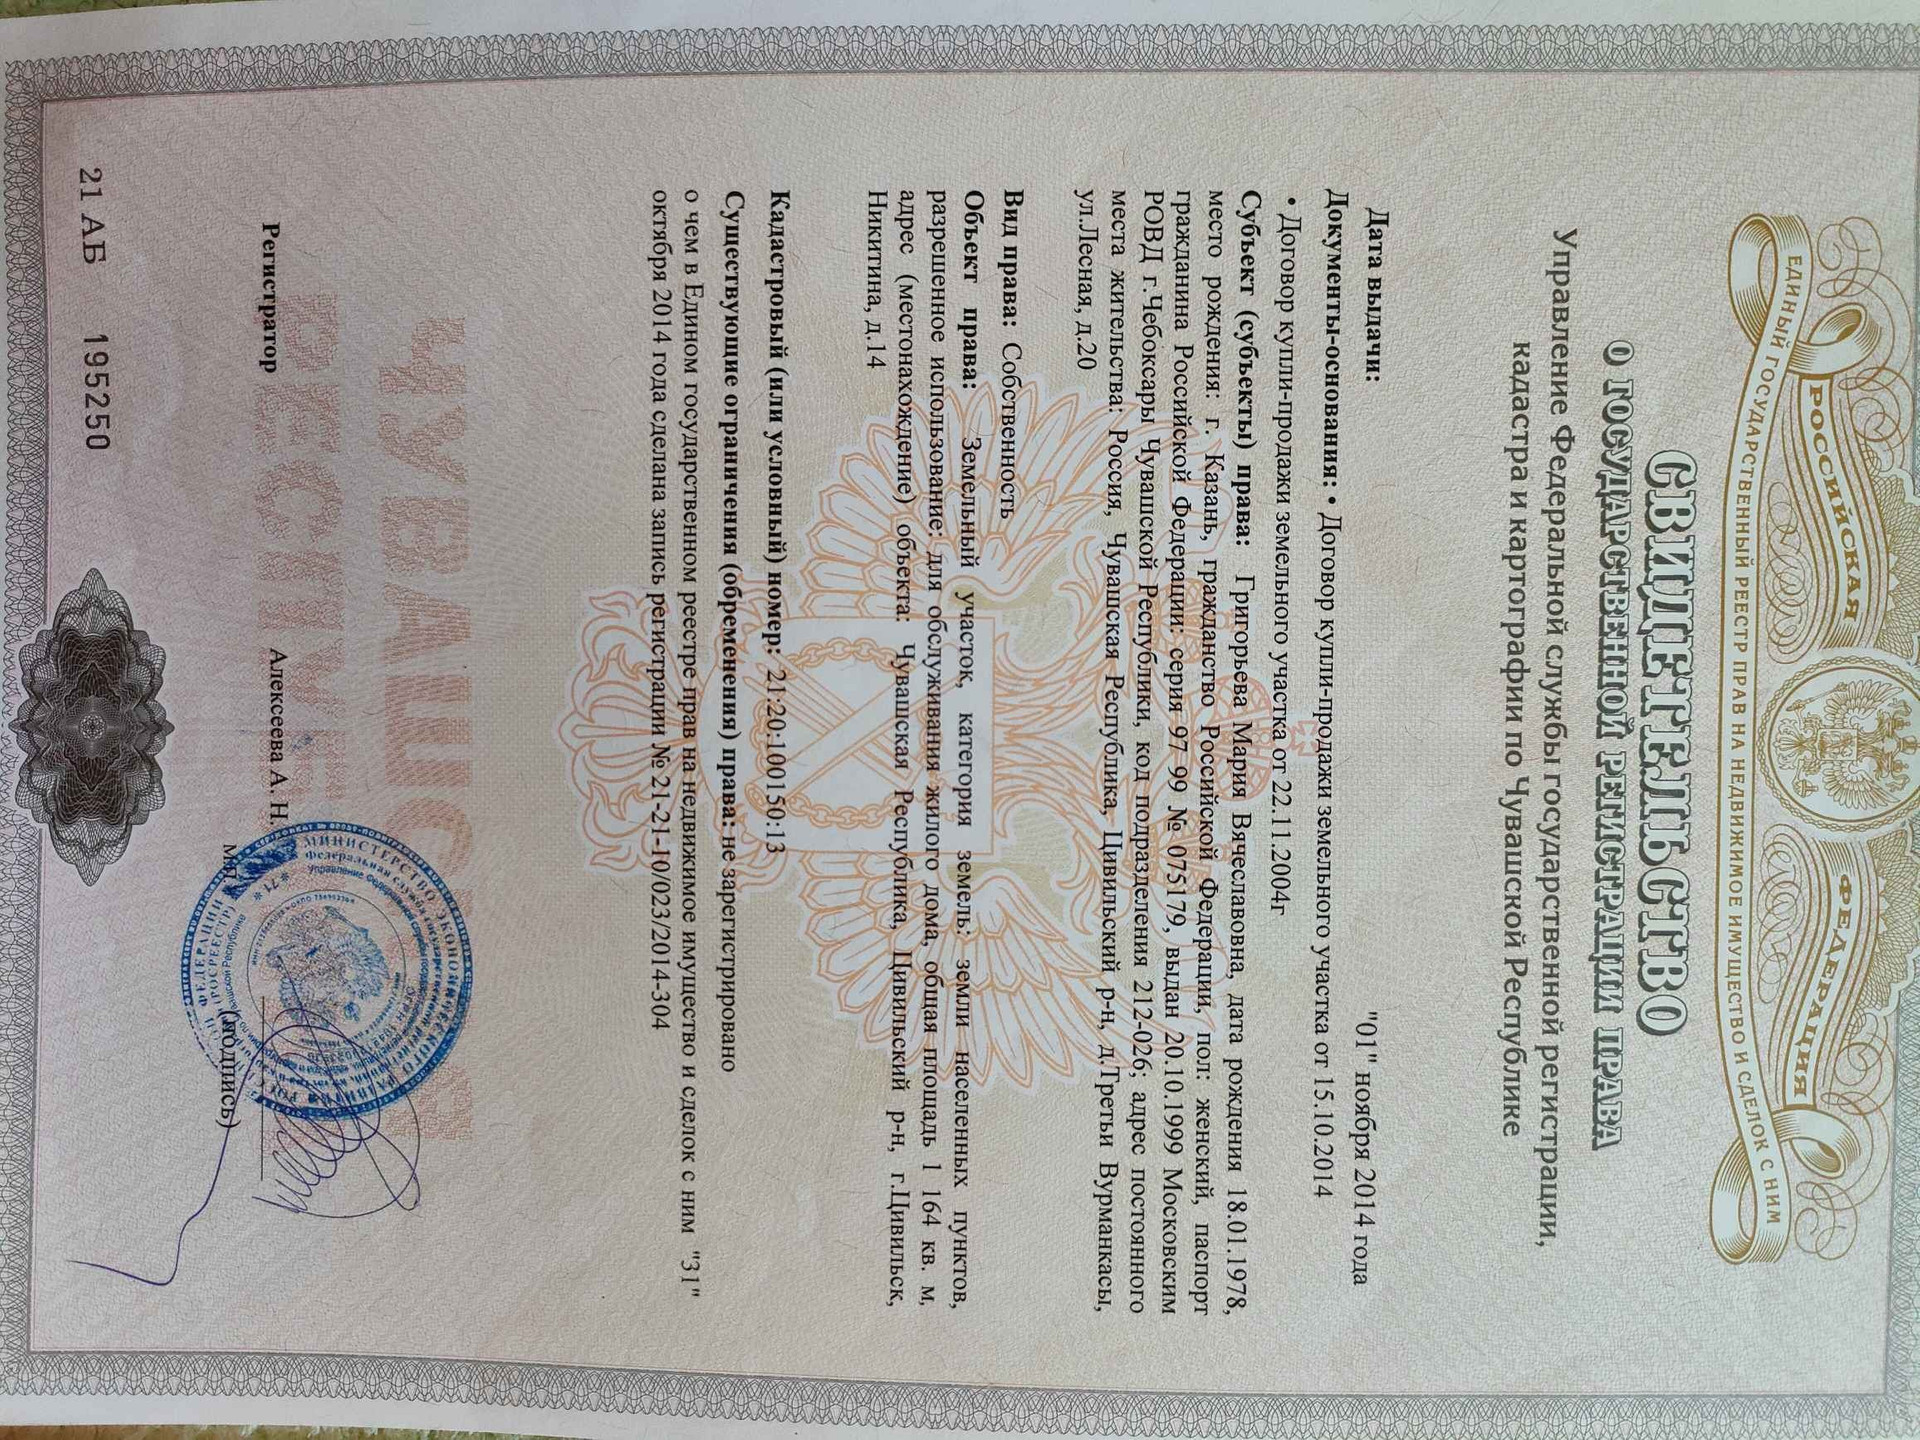 РОССИЙСКАЯ ФЕДЕРАЦИЯ
ЕДИНЫЙ ГОСУДАРСТВЕННЫЙ РЕЕСТР ПРАВ НА НЕДВИЖИМОЕ ИМУЩЕСТВО И СДЕЛОК С НИМ
СВИДЕТЕЛЬСТВО
О ГОСУДАРСТВЕННОЙ РЕГИСТРАЦИИ ПРАВА
Управление Федеральной службы государственной регистрации,
кадастра и картографии по Чувашской Республике
Дата выдачи: "01" ноября 2014 года
Документы-основания: • Договор купли-продажи земельного участка от 15.10.2014
• Договор купли-продажи земельного участка от 22.11.2004г
Субъект (субъекты) права: Григорьева Мария Вячеславовна, дата рождения 18.01.1978,
место рождения: г. Казань, гражданство Российской Федерации, пол: женский, паспорт
гражданина Российской Федерации: серия 97 99 № 075179, выдан 20.10.1999 Московским
РОВД г.Чебоксары Чувашской Республики, код подразделения 212-026; адрес постоянного
места жительства: Россия, Чувашская Республика, Цивильский р-н, д.Третьи Вурманкасы,
ул.Лесная, д.20
Вид права: Собственность
Объект права: Земельный участок, категория земель: земли населенных пунктов,
разрешенное использование: для обслуживания жилого дома, общая площадь 1 164 кв. м,
адрес (местонахождение) объекта: Чувашская Республика, Цивильский р-н, г.Цивильск,
Никитина, д.14
Кадастровый (или условный) номер: 21:20:100150:13
Существующие ограничения (обременения) права: не зарегистрировано
о чем в Едином государственном реестре прав на недвижимое имущество и сделок с ним "31"
октября 2014 года сделана запись регистрации № 21-21-10/023/2014-304
Регистратор Алексеева А. Н.
(подпись)
21 АБ 195250